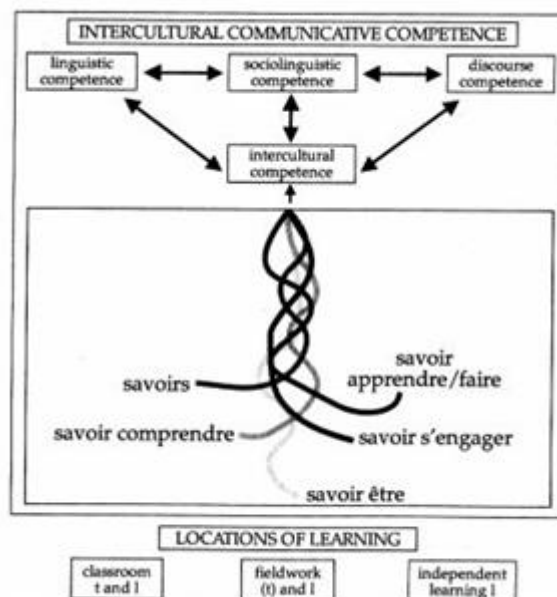 INTERCULTURAL COMMUNICATIVE COMPETENCE
linguistic
competence
sociolinguistic
competence
discourse
competence
intercultural
competence
savoir
apprendre/faire
savoirs
savoir comprendre
savoir s'engager
savoir être
LOCATIONS OF LEARNING
classroom
t and l
fieldwork
(t) and l
independent
learning l